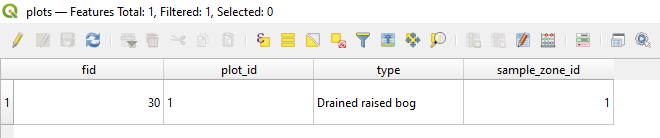 plots — Features Total: 1, Filtered: 1, Selected: 0
fid plot_id type sample_zone_id
1 30 1 Drained raised bog 1